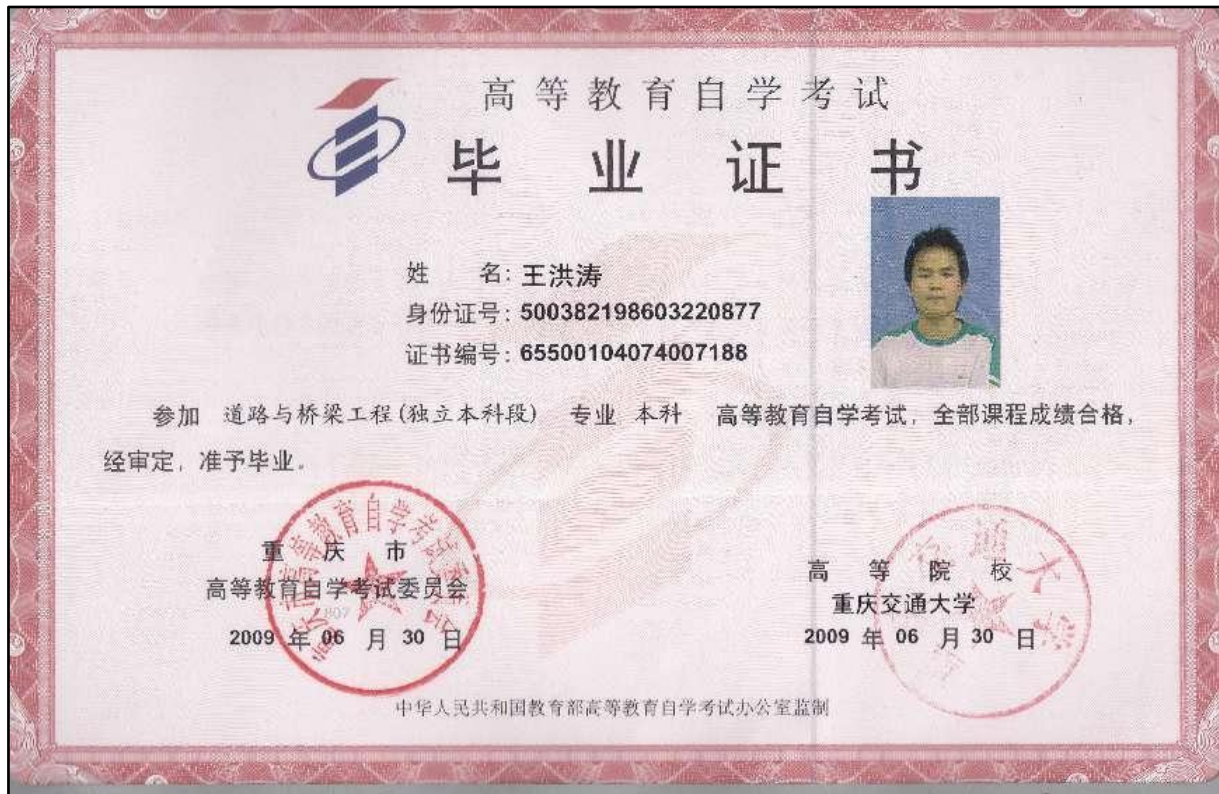 高等教育自学考试
毕业证书
姓 名：王洪涛
身份证号：500382198603220877
证书编号：65500104074007188
参加 道路与桥梁工程(独立本科段) 专业 本科 高等教育自学考试，全部课程成绩合格，
经审定，准予毕业。
重庆市
高等教育自学考试委员会
807
2009 年 06 月 30 日
高等院校
重庆交通大学
2009 年 06 月 30 日
中华人民共和国教育部高等教育自学考试办公室监制